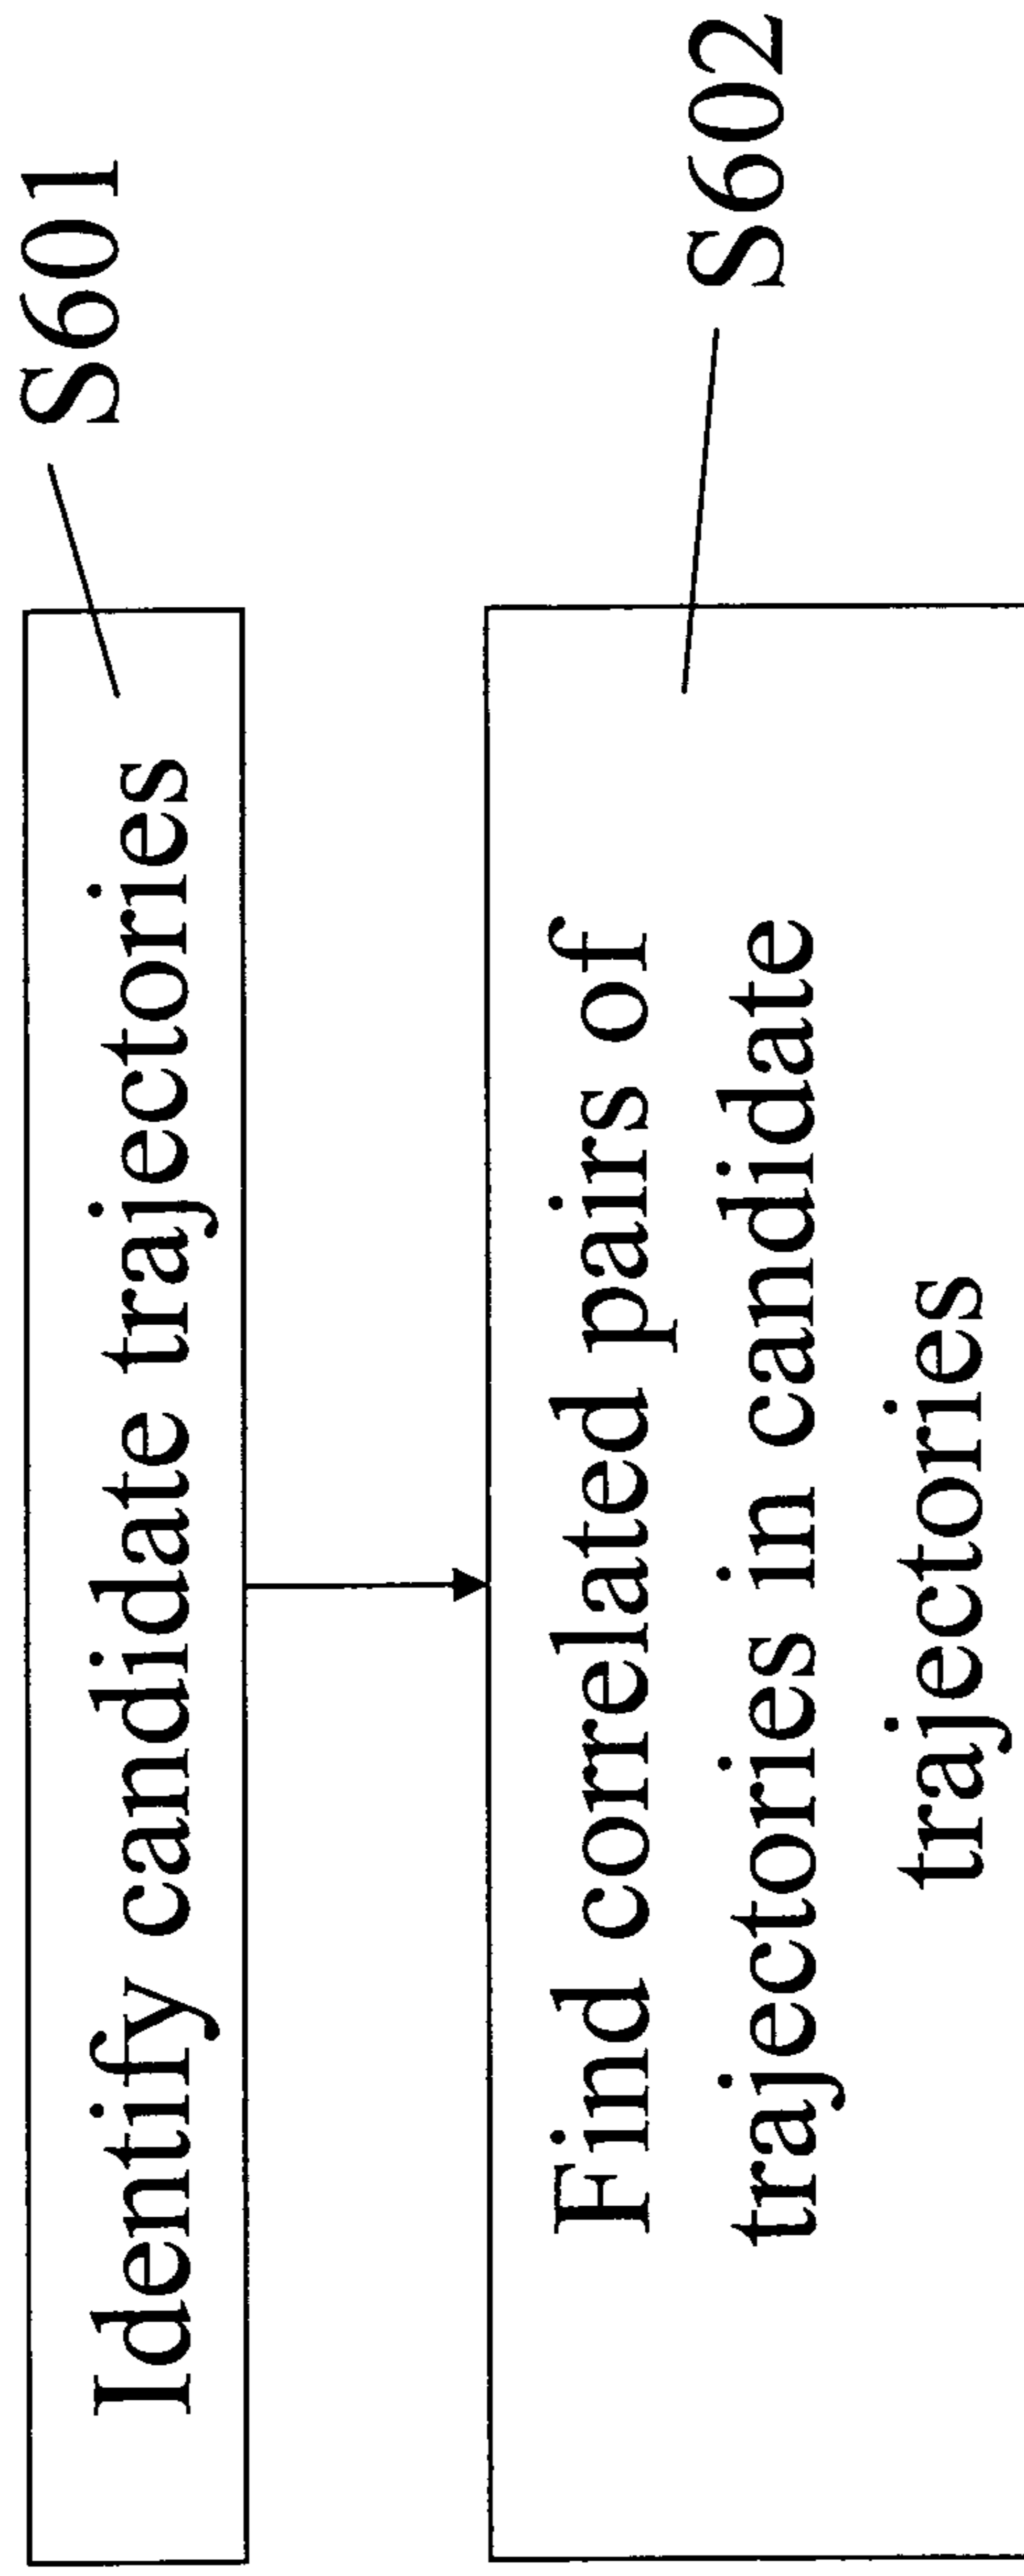 Identify candidate trajectories
S601
Find correlated pairs of
trajectories in candidate
trajectories
S602